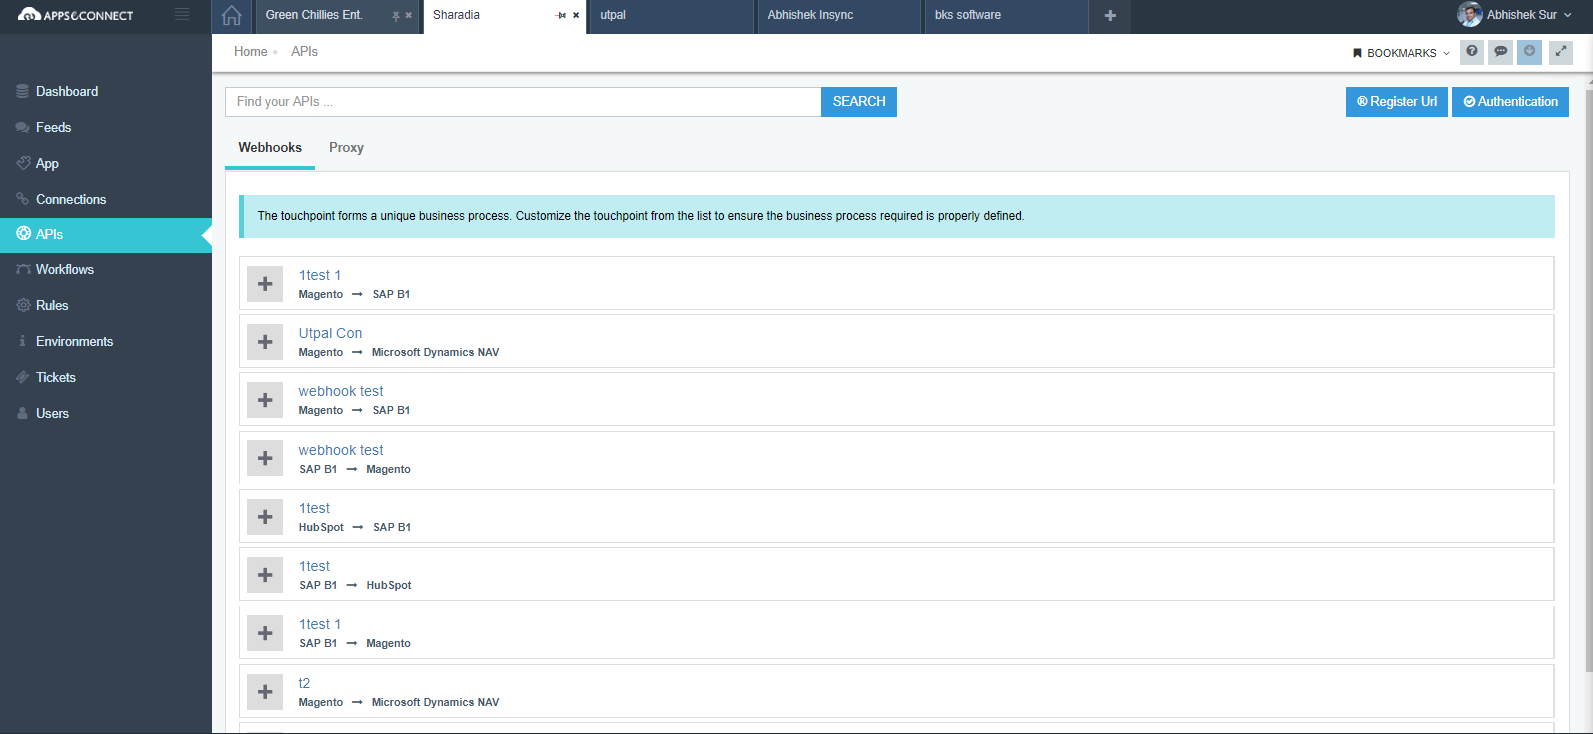 APPSeCONNECT
Green Chillies Ent.
Sharadia
utpal
Abhishek Insync
bks software
Abhishek Sur
Home
APIs
BOOKMARKS
Dashboard
Feeds
App
Connections
APIs
Workflows
Rules
Environments
Tickets
Users
Find your APIs ...
SEARCH
® Register Url
Authentication
Webhooks
Proxy
The touchpoint forms a unique business process. Customize the touchpoint from the list to ensure the business process required is properly defined.
1test 1
Magento → SAP B1
Utpal Con
Magento → Microsoft Dynamics NAV
webhook test
Magento → SAP B1
webhook test
SAP B1 → Magento
1test
HubSpot → SAP B1
1test
SAP B1 → HubSpot
1test 1
SAP B1 → Magento
t2
Magento → Microsoft Dynamics NAV